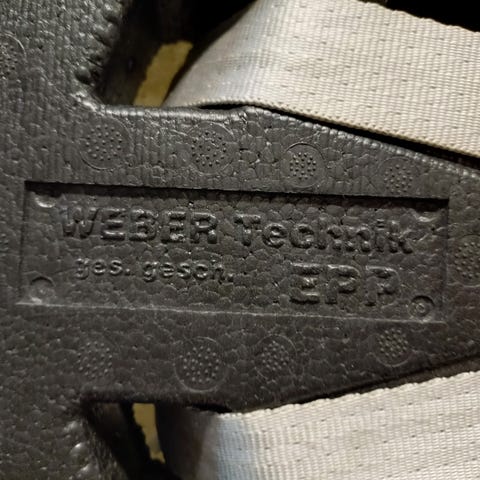 WEBER Technik
ges. gesch. EPP